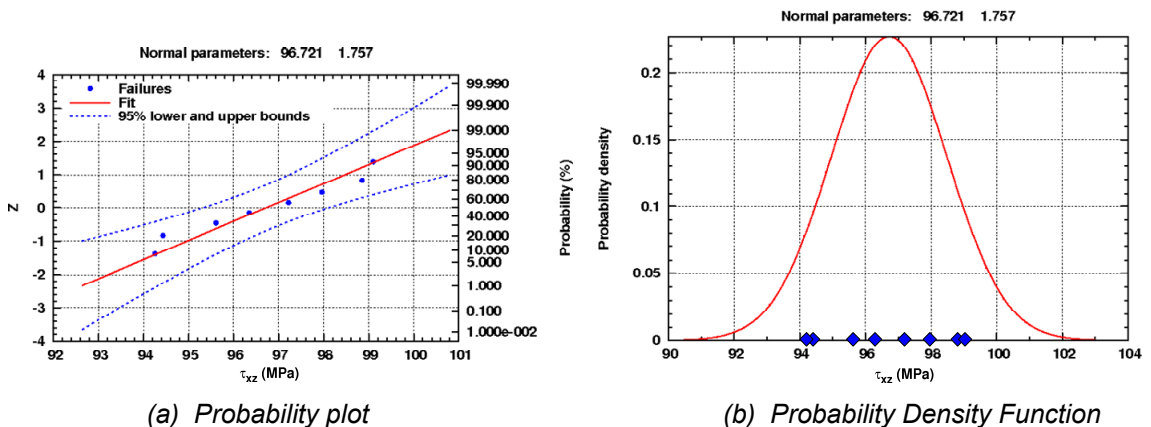 Normal parameters: 96.721 1.757
4
3
2
1
0
-1
-2
-3
-4
Z
Failures
Fit
95% lower and upper bounds
99.990
99.900
99.000
95.000
90.000
80.000
60.000
40.000
20.000
10.000
5.000
1.000
0.100
1.000e-002
Probability (%)
92 93 94 95 96 97 98 99 100 101
τxz (MPa)
(a) Probability plot
Normal parameters: 96.721 1.757
0.2
0.15
0.1
0.05
0
Probability density
90 92 94 96 98 100 102 104
τxz (MPa)
(b) Probability Density Function